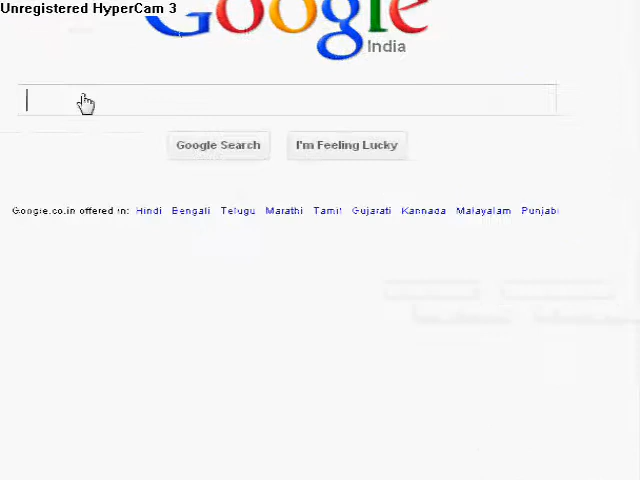 Unregistered HyperCam 3
Google
India
Google Search
I'm Feeling Lucky
Google.co.in offered in: Hindi Bengali Telugu Marathi Tamil Gujarati Kannada Malayalam Punjabi